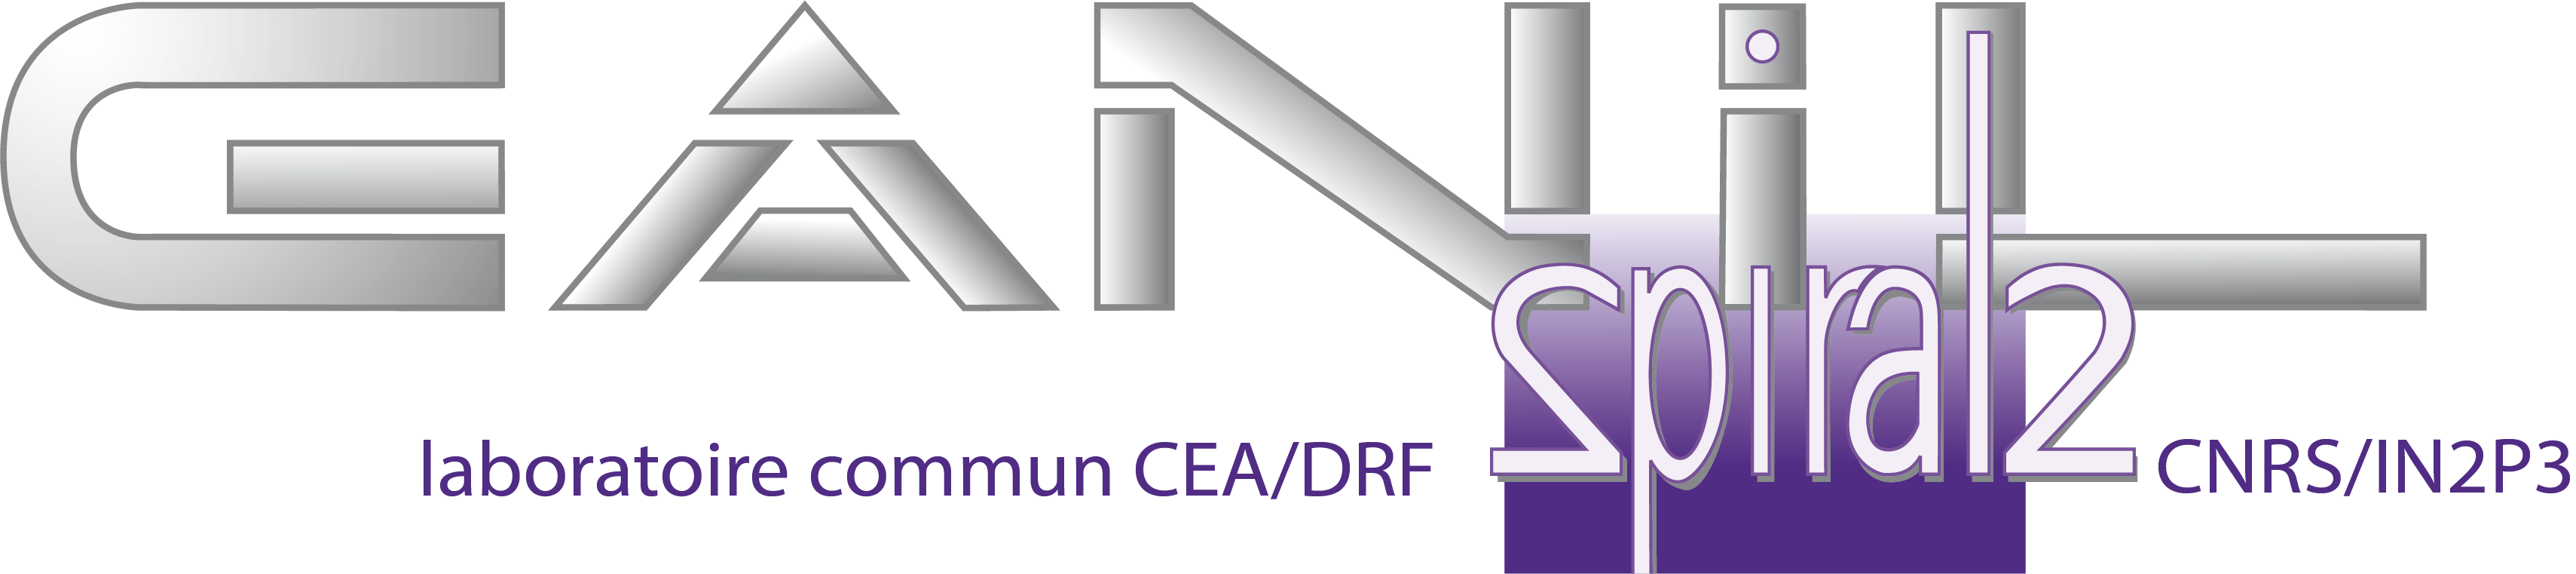 GANIL
Spiral2
laboratoire commun CEA/DRF CNRS/IN2P3